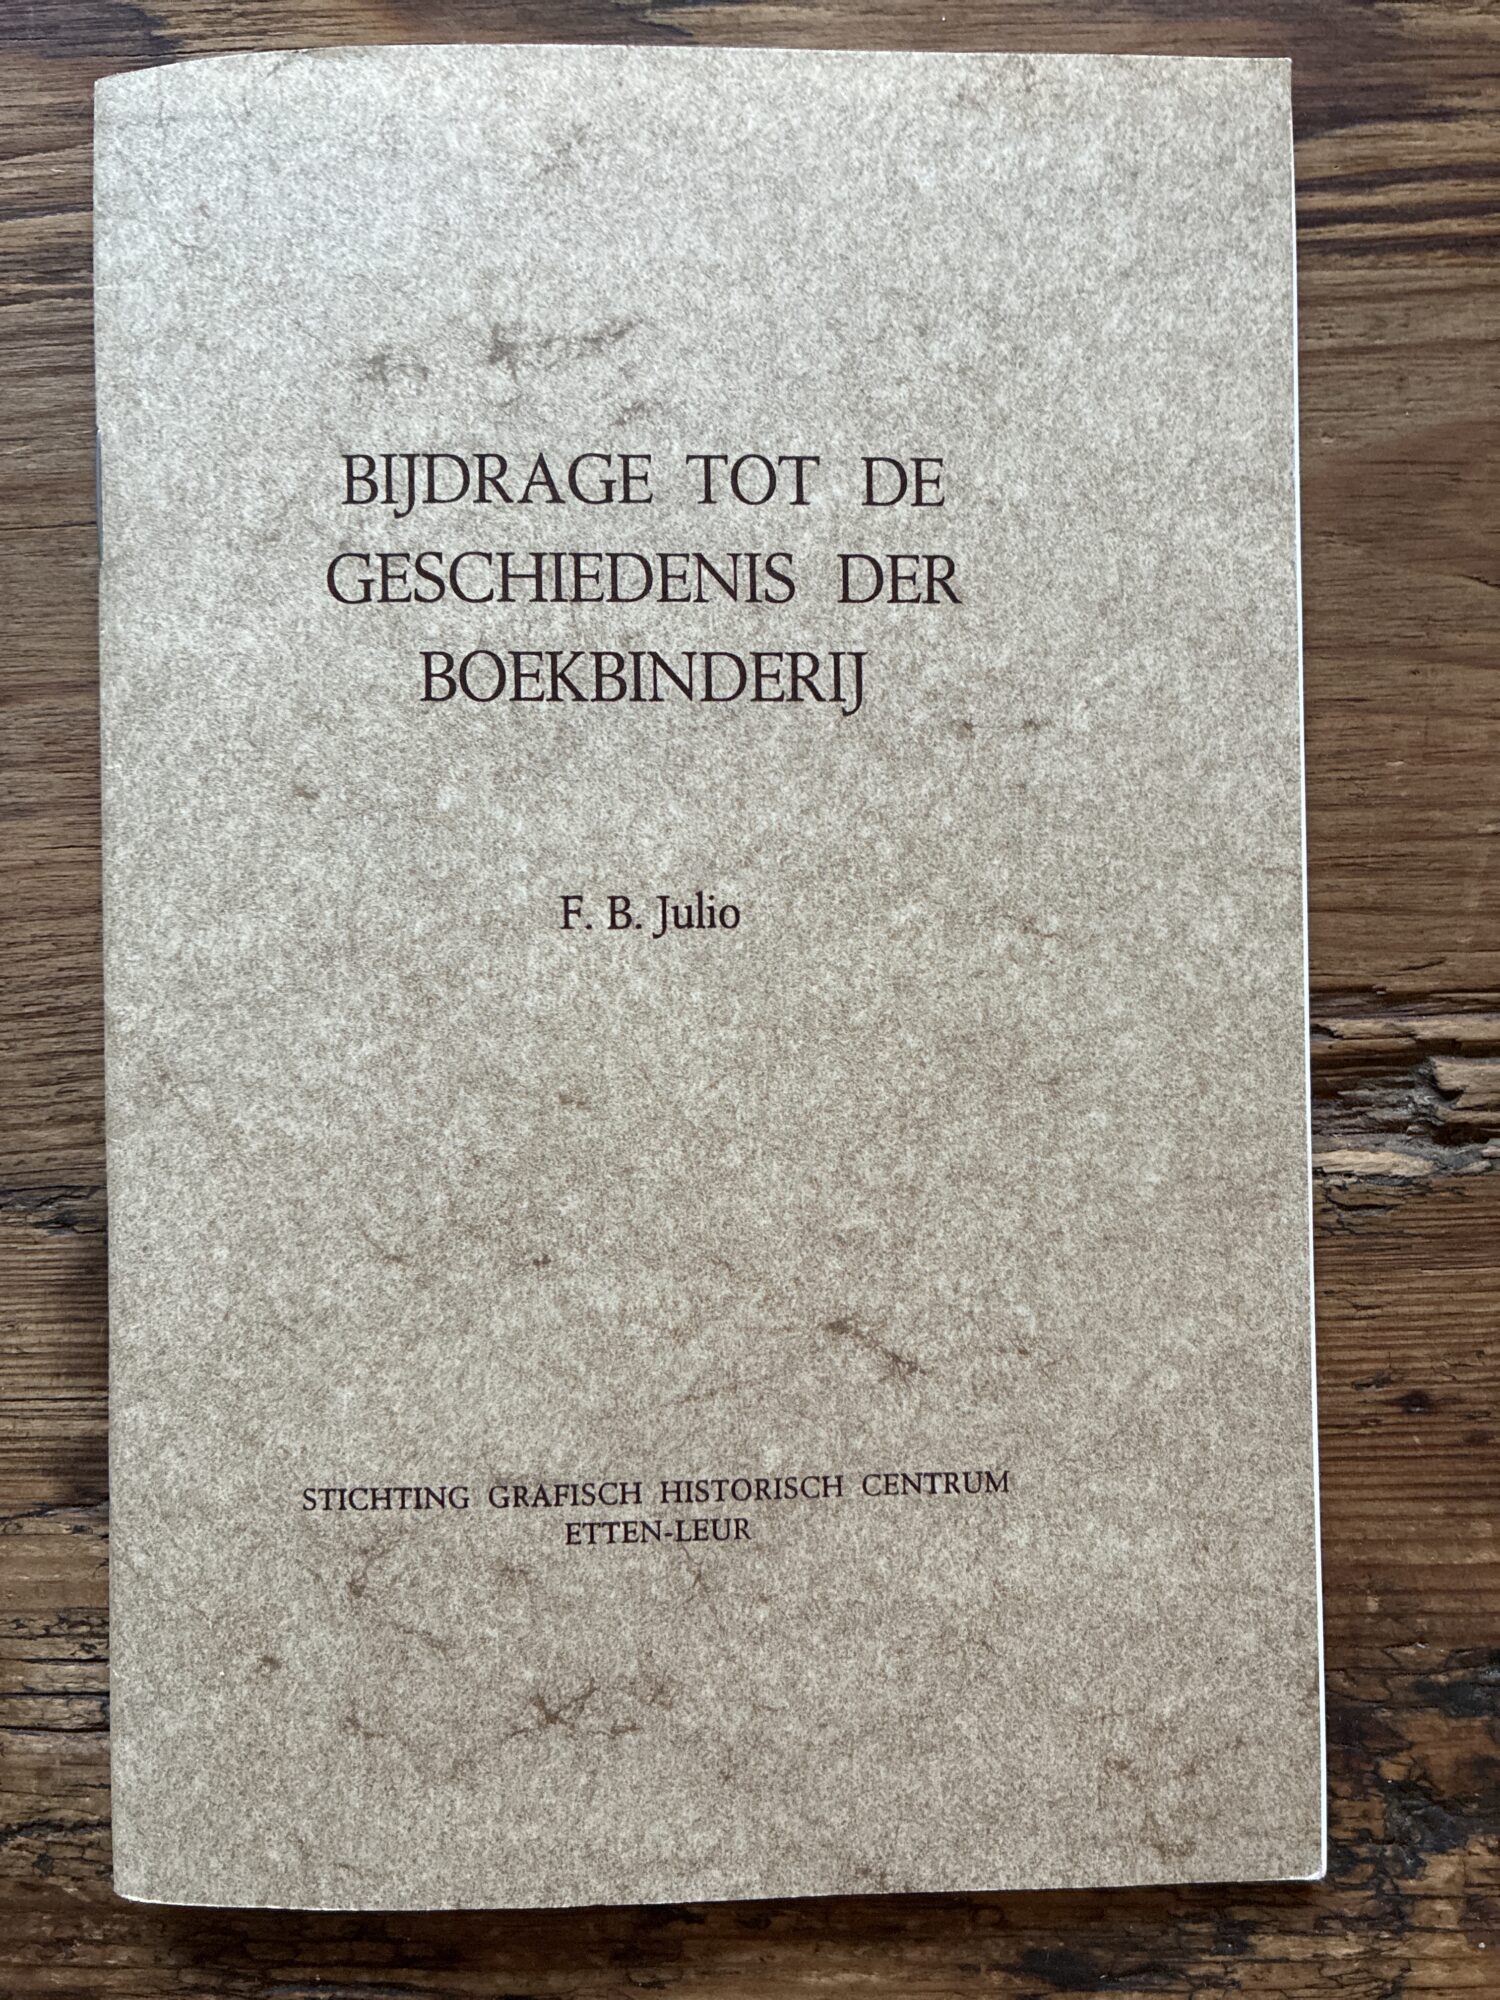 BIJDRAGE TOT DE
GESCHIEDENIS DER
BOEKBINDERIJ
F. B. Julio
STICHTING GRAFISCH HISTORISCH CENTRUM
ETTEN-LEUR